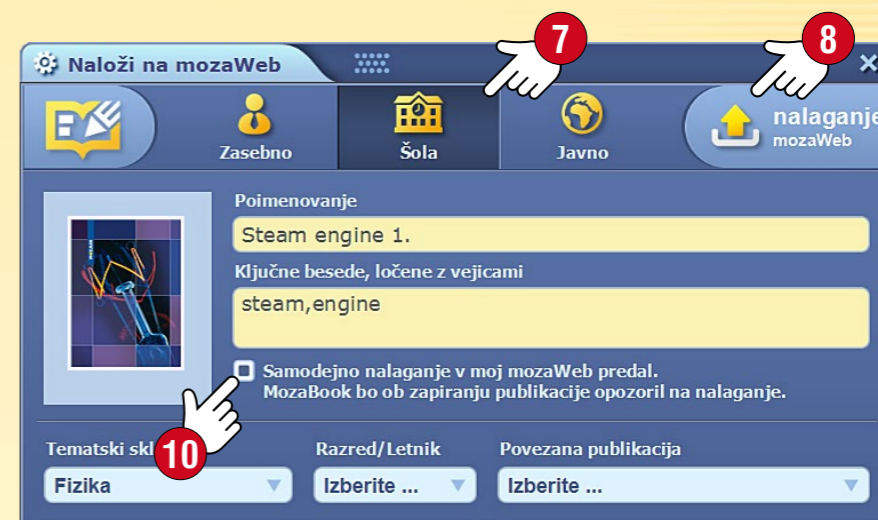 7
8
Naloži na mozaWeb
Zasebno
Šola
Javno
nalaganje
mozaWeb
Poimenovanje
Steam engine 1.
Ključne besede, ločene z vejicami
steam,engine
Samodejno nalaganje v moj mozaWeb predal.
MozaBook bo ob zapiranju publikacije opozoril na nalaganje.
10
Tematski
Razred/Letnik
Povezana publikacija
Fizika
Izberite ...
Izberite ...